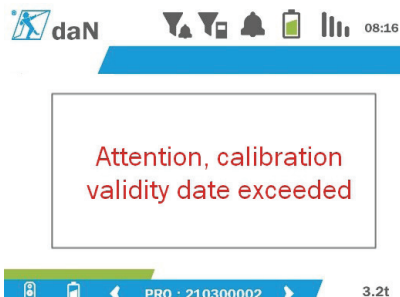 daN
08:16
Attention, calibration
validity date exceeded
PRO : 210300002
3.2t